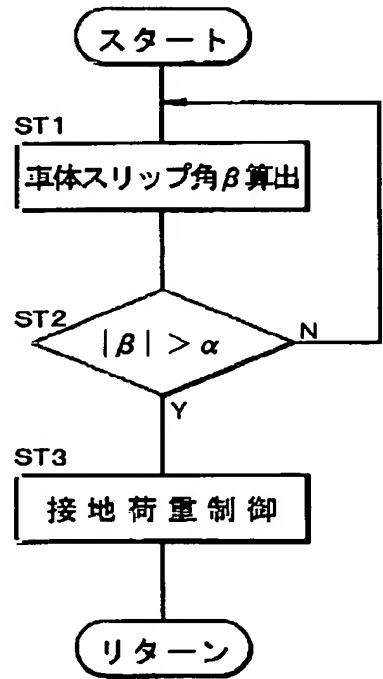 スタート
ST1
車体スリップ角β算出
ST2
|β|>α
N
Y
ST3
接地荷重制御
リターン